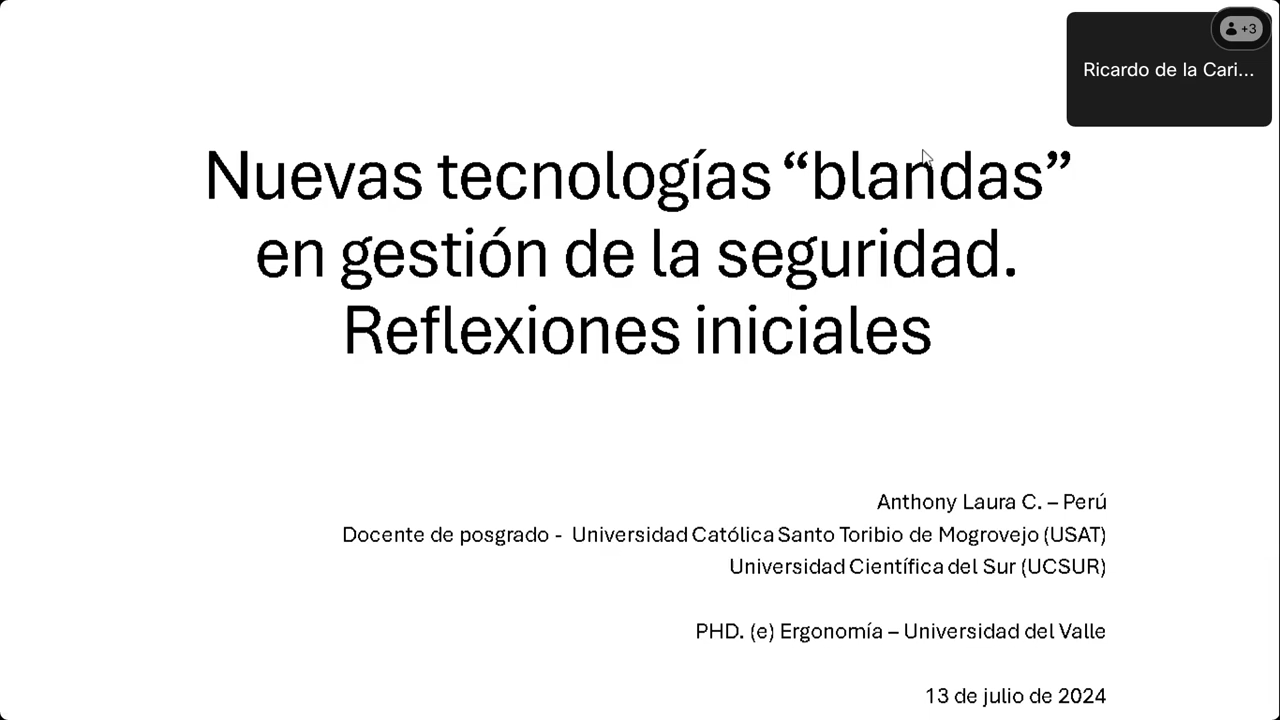 +3
Ricardo de la Cari...
Nuevas tecnologías “blandas”
en gestión de la seguridad.
Reflexiones iniciales
Anthony Laura C. – Perú
Docente de posgrado - Universidad Católica Santo Toribio de Mogrovejo (USAT)
Universidad Científica del Sur (UCSUR)
PHD. (e) Ergonomía – Universidad del Valle
13 de julio de 2024